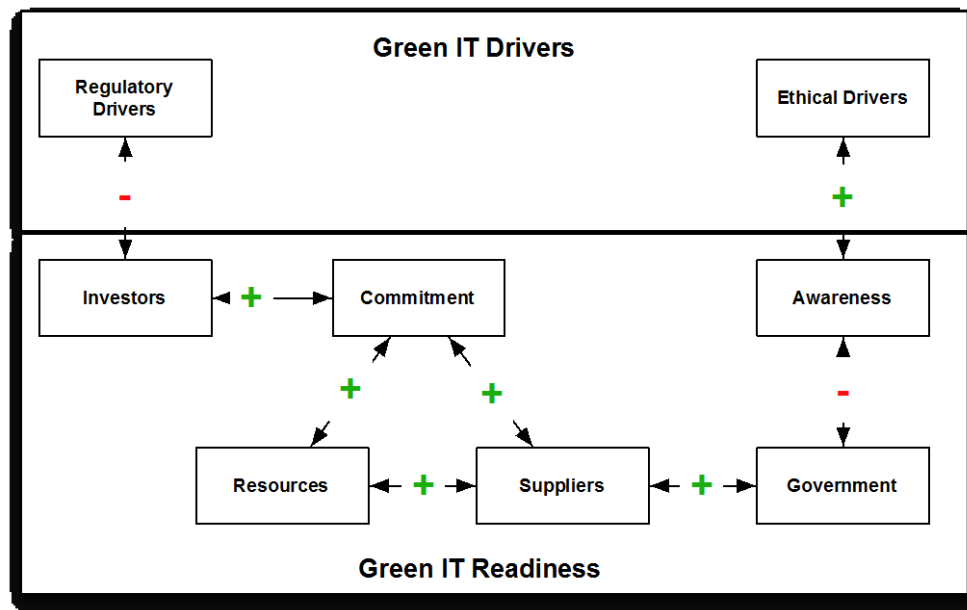 Green IT Drivers
Regulatory
Drivers
Ethical Drivers
-
+
Investors
+
Commitment
Awareness
+
+
-
Resources
+
Suppliers
+
Government
Green IT Readiness